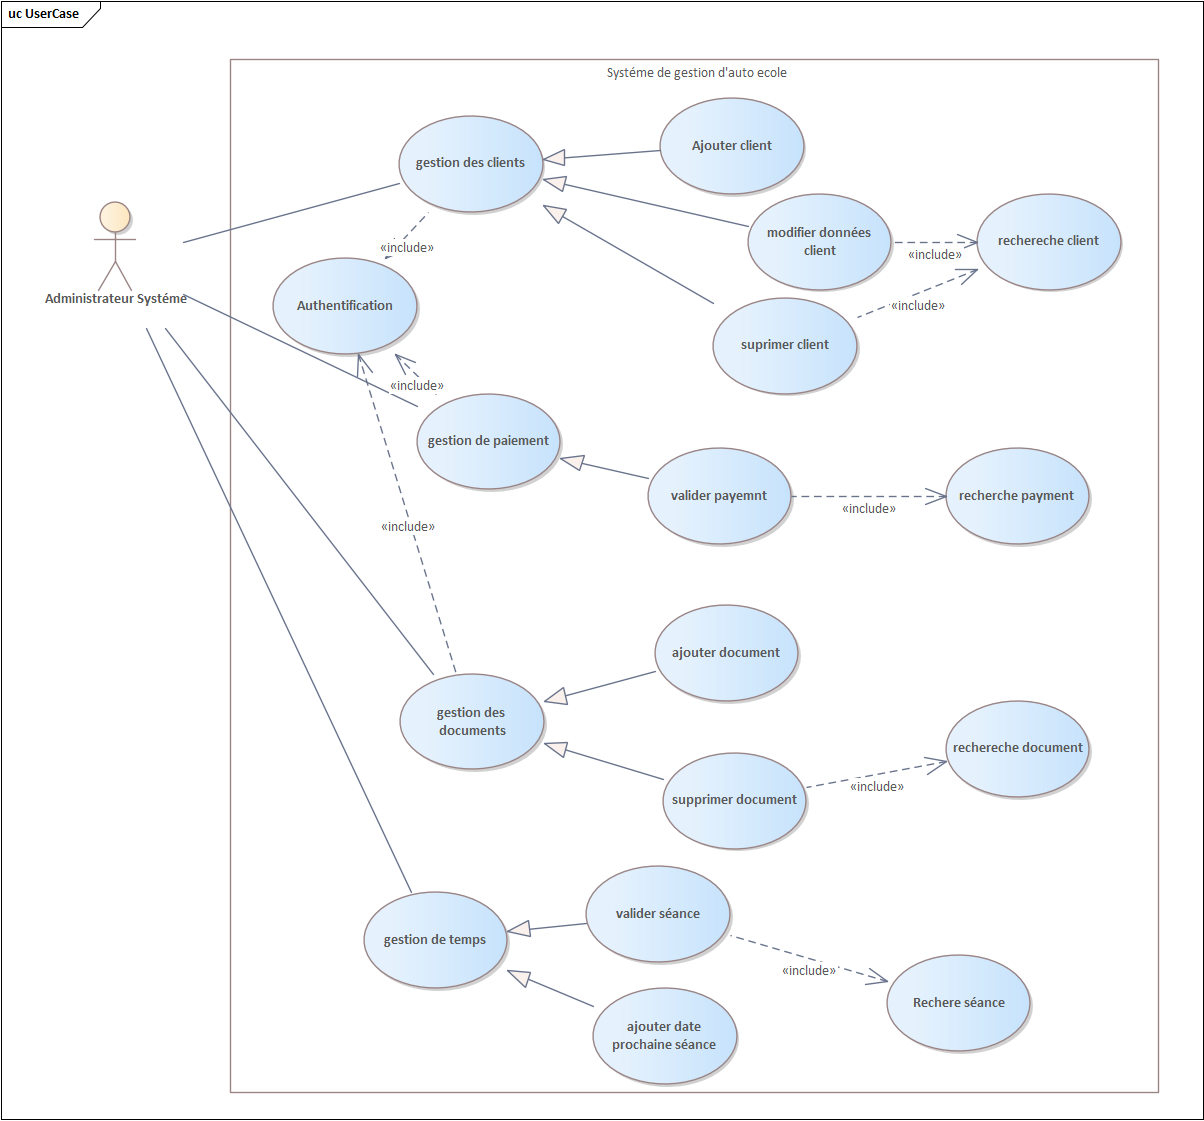 uc UserCase
Systéme de gestion d'auto ecole
Ajouter client
gestion des clients
modifier données
client
rechereche client
«include»
«include»
Administrateur Systéme
Authentification
«include»
suprimer client
«include»
gestion de paiement
valider payemnt
recherche payment
«include»
«include»
ajouter document
gestion des
documents
rechereche document
«include»
supprimer document
valider séance
gestion de temps
«include»
Rechere séance
ajouter date
prochaine séance